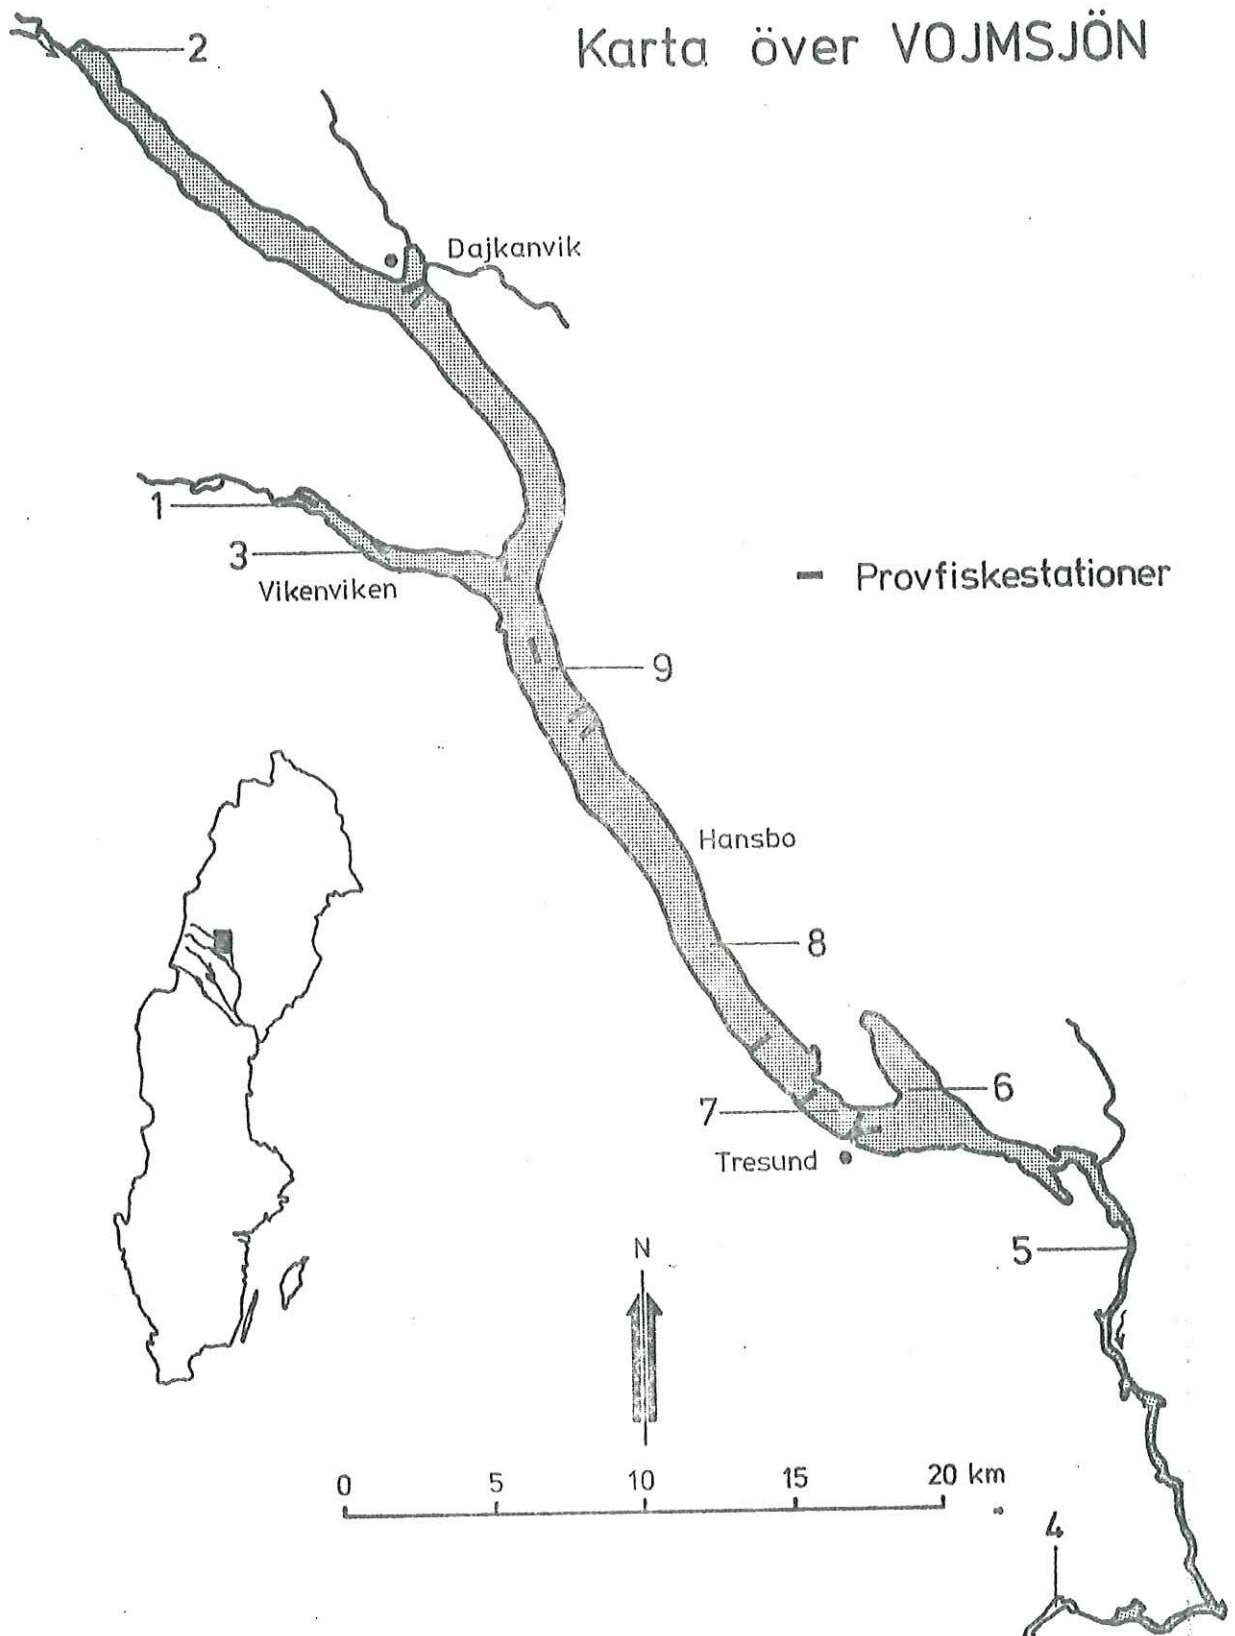 Karta över VOJMSJÖN
2
Dajkanvik
1
3
Vikenviken
Provfiskestationer
9
Hansbo
8
6
7
Tresund
5
N
0 5 10 15 20 km
4